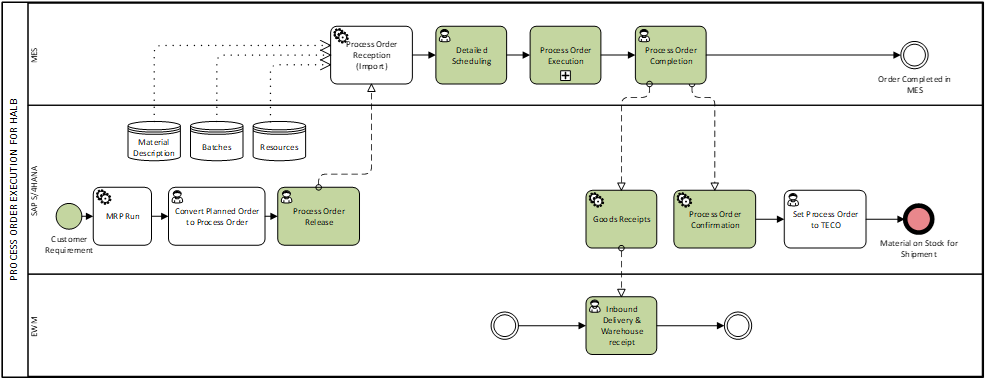 PROCESS ORDER EXECUTION FOR HALB
MES
Process Order
Reception
(Import)
Detailed
Scheduling
Process Order
Execution
Process Order
Completion
Order Completed in
MES
SAP S/4HANA
Material
Description
Batches
Resources
Customer
Requirement
MRP Run
Convert Planned Order
to Process Order
Process Order
Release
Goods Receipts
Process Order
Confirmation
Set Process Order
to TECO
Material on Stock for
Shipment
EWM
Inbound
Delivery &
Warehouse
receipt